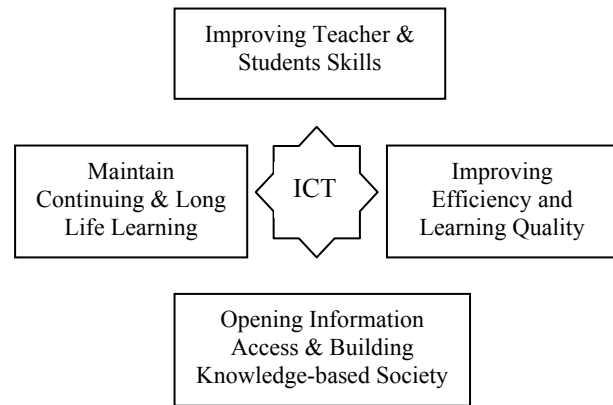 Improving Teacher &
Students Skills
Maintain
Continuing & Long
Life Learning
ICT
Improving
Efficiency and
Learning Quality
Opening Information
Access & Building
Knowledge-based Society